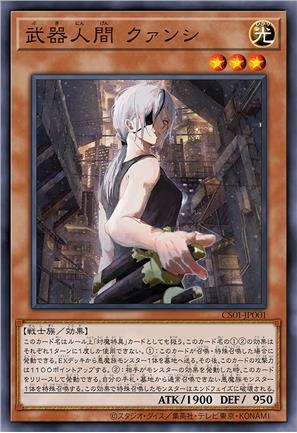 武器人間 クァンシ
光
CS01-JP001
【戦士族／効果】
このカード名はルール上「対魔特異」カードとしても扱う。このカード名の①②の効果は
それぞれ1ターンに1度しか使用できない。①：このカードが召喚・特殊召喚した場合に
発動できる。EXデッキから悪魔族モンスター1体を墓地へ送る。その後、このカードの攻撃力
は1100ポイントアップする。②：相手がモンスターの効果を発動した時、このカード
をリリースして発動できる。自分の手札・墓地から通常召喚できない悪魔族モンスター
1体を特殊召喚する。この効果で特殊召喚したモンスターはエンドフェイズに破壊される。
ATK/1900 DEF/ 950
©スタジオ・ダイス／集英社・テレビ東京・KONAMI